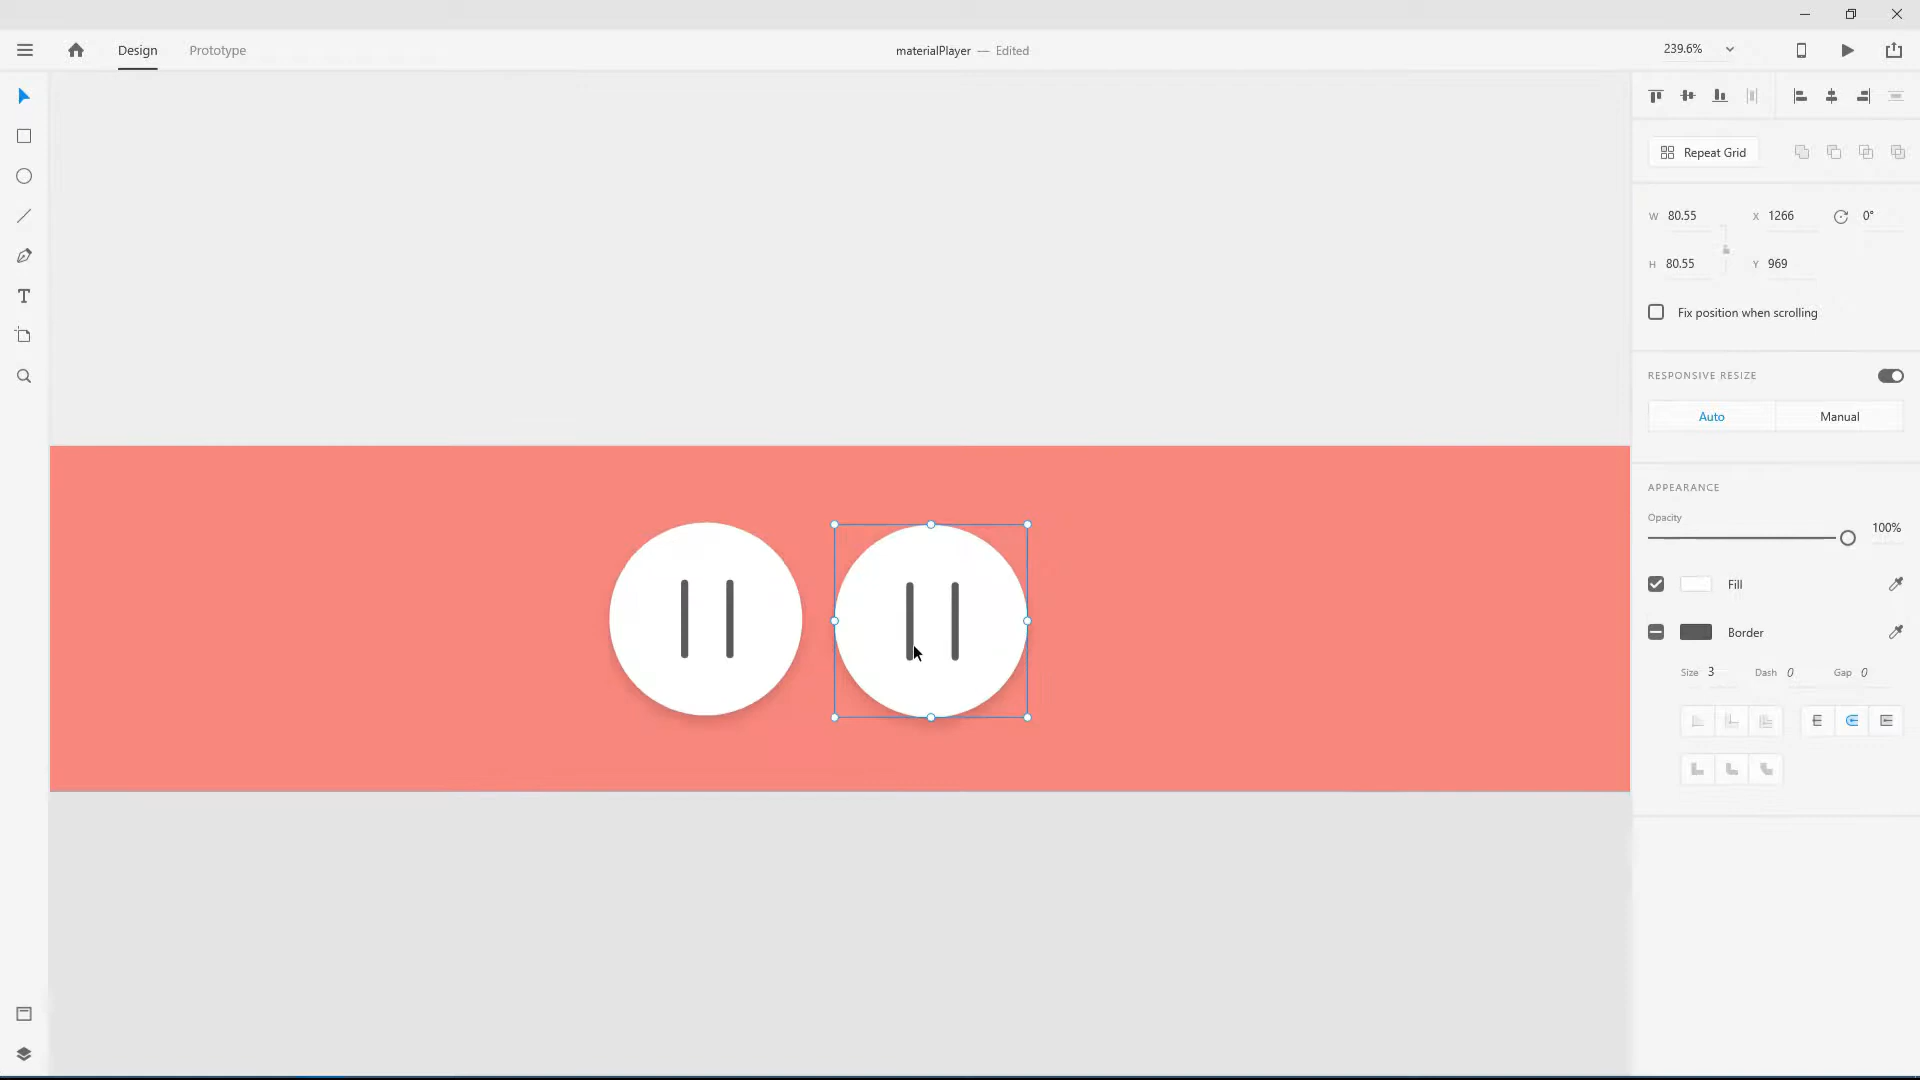 Design
Prototype
materialPlayer — Edited
239.6%
Repeat Grid
W 80.55
X 1266
0°
H 80.55
Y 969
Fix position when scrolling
RESPONSIVE RESIZE
Auto
Manual
APPEARANCE
Opacity
100%
Fill
Border
Size 3
Dash 0
Gap 0